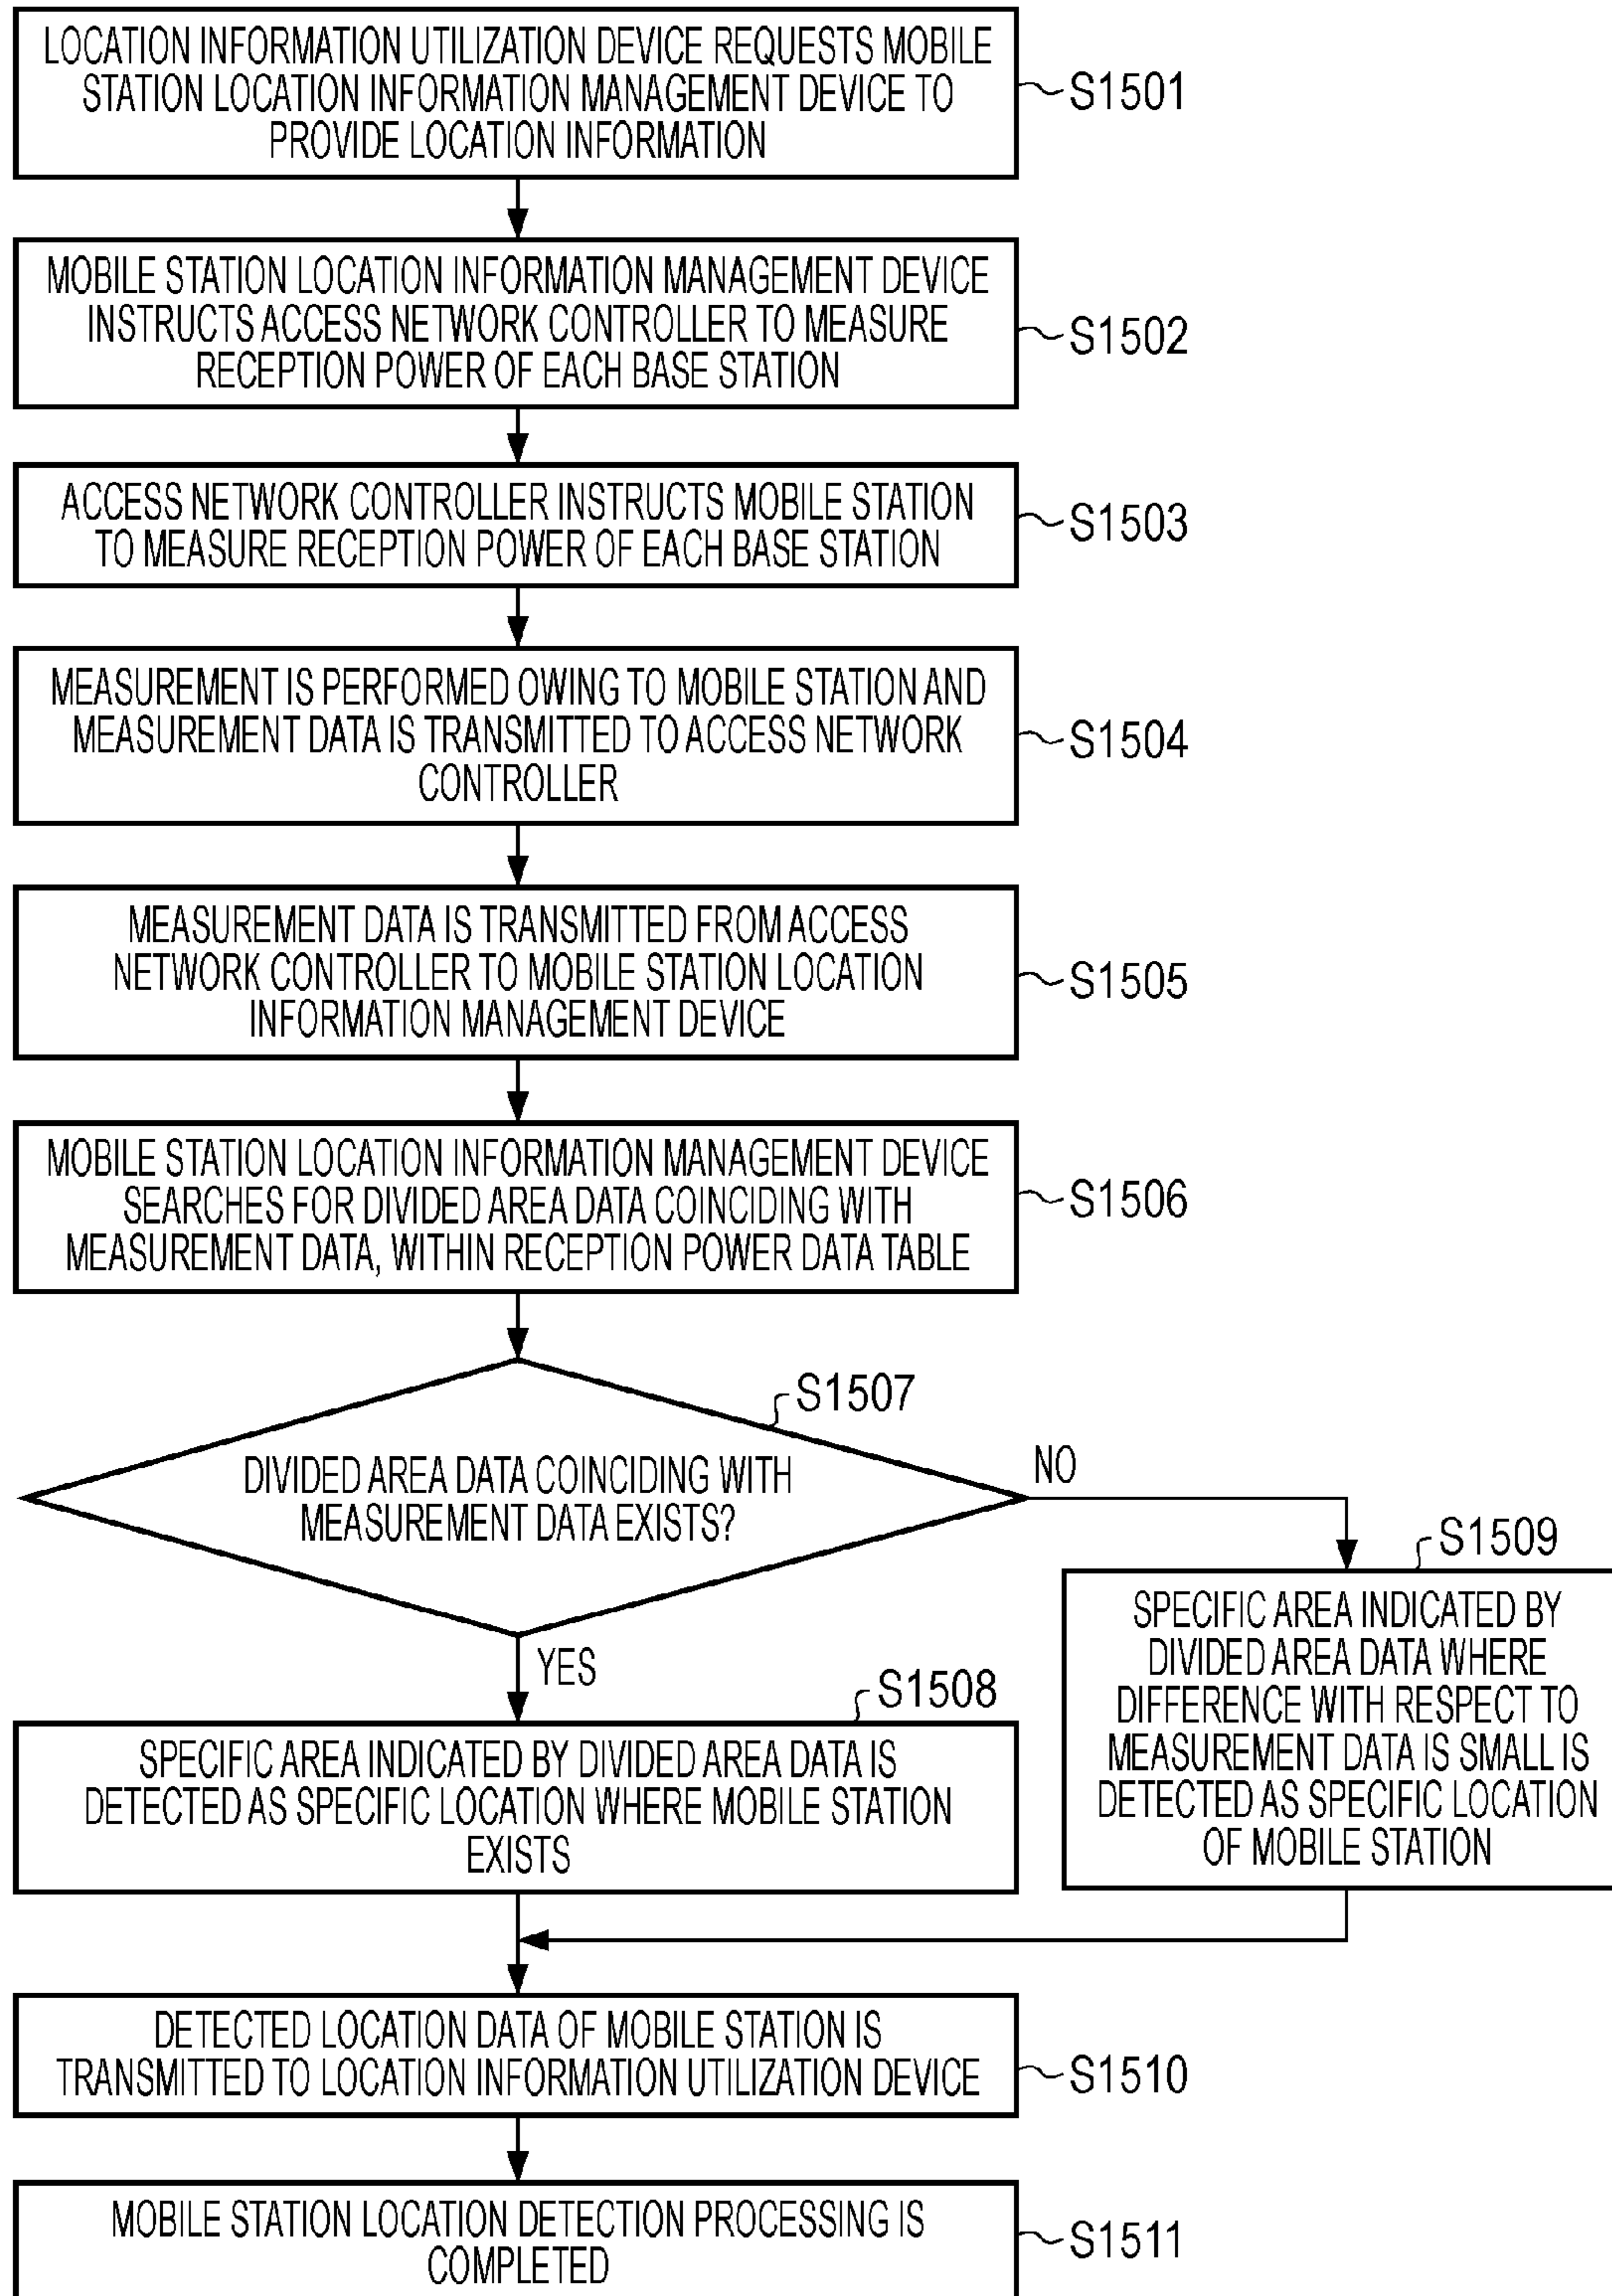 LOCATION INFORMATION UTILIZATION DEVICE REQUESTS MOBILE
STATION LOCATION INFORMATION MANAGEMENT DEVICE TO
PROVIDE LOCATION INFORMATION
S1501
MOBILE STATION LOCATION INFORMATION MANAGEMENT DEVICE
INSTRUCTS ACCESS NETWORK CONTROLLER TO MEASURE
RECEPTION POWER OF EACH BASE STATION
S1502
ACCESS NETWORK CONTROLLER INSTRUCTS MOBILE STATION
TO MEASURE RECEPTION POWER OF EACH BASE STATION
S1503
MEASUREMENT IS PERFORMED OWING TO MOBILE STATION AND
MEASUREMENT DATA IS TRANSMITTED TO ACCESS NETWORK
CONTROLLER
S1504
MEASUREMENT DATA IS TRANSMITTED FROM ACCESS
NETWORK CONTROLLER TO MOBILE STATION LOCATION
INFORMATION MANAGEMENT DEVICE
S1505
MOBILE STATION LOCATION INFORMATION MANAGEMENT DEVICE
SEARCHES FOR DIVIDED AREA DATA COINCIDING WITH
MEASUREMENT DATA, WITHIN RECEPTION POWER DATA TABLE
S1506
S1507
DIVIDED AREA DATA COINCIDING WITH
MEASUREMENT DATA EXISTS?
NO
YES
S1509
SPECIFIC AREA INDICATED BY
DIVIDED AREA DATA WHERE
DIFFERENCE WITH RESPECT TO
MEASUREMENT DATA IS SMALL IS
DETECTED AS SPECIFIC LOCATION
OF MOBILE STATION
S1508
SPECIFIC AREA INDICATED BY DIVIDED AREA DATA IS
DETECTED AS SPECIFIC LOCATION WHERE MOBILE STATION
EXISTS
DETECTED LOCATION DATA OF MOBILE STATION IS
TRANSMITTED TO LOCATION INFORMATION UTILIZATION DEVICE
S1510
MOBILE STATION LOCATION DETECTION PROCESSING IS
COMPLETED
S1511